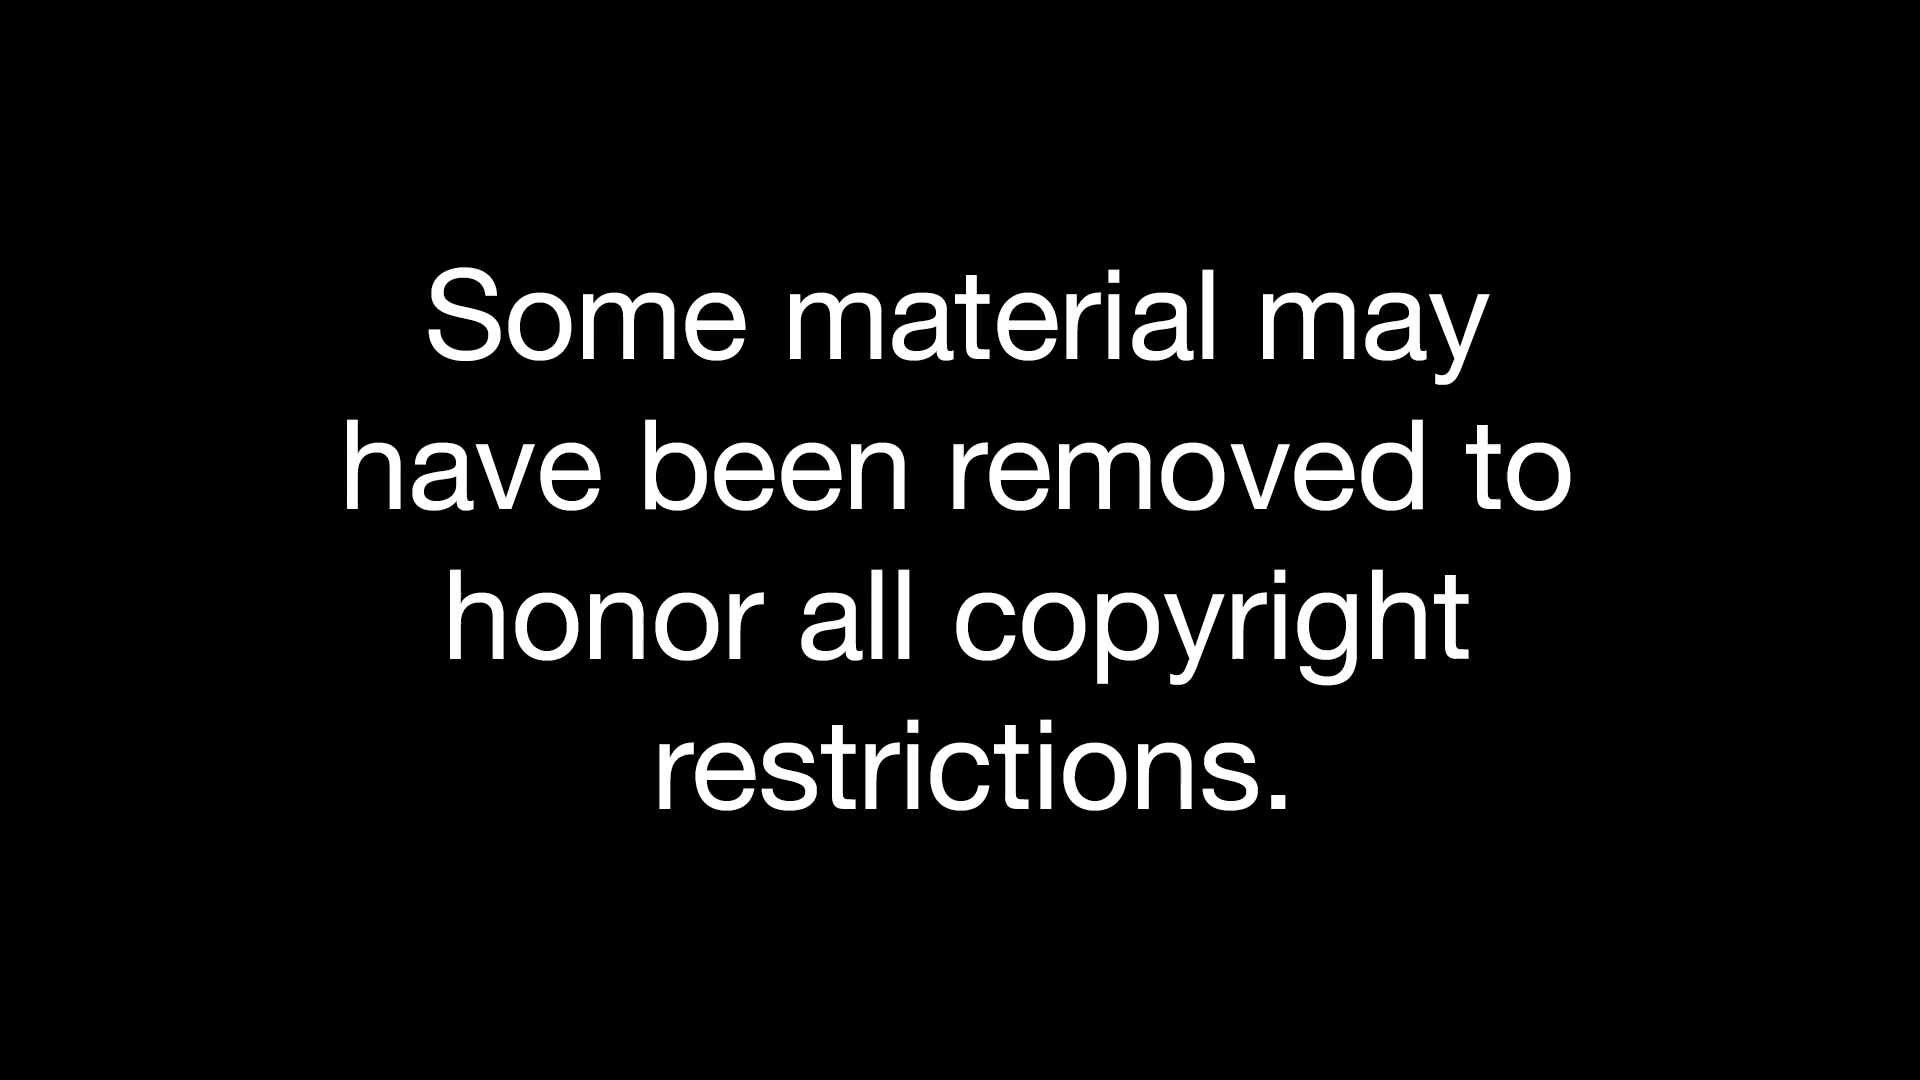 Some material may
have been removed to
honor all copyright
restrictions.